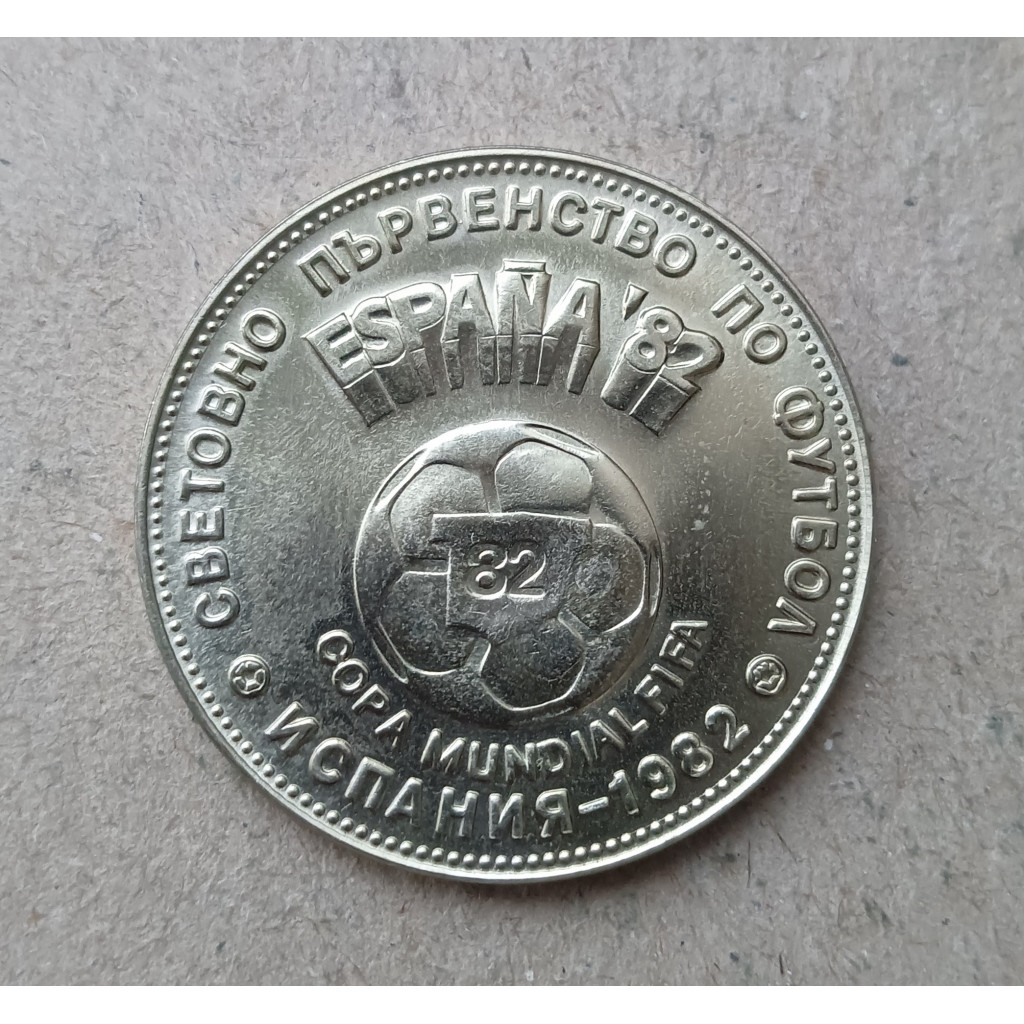 СВЕТОВНО ПЪРВЕНСТВО ПО ФУТБОЛ
ESPAÑA '82
82
COPA MUNDIAL FIFA
ИСПАНИЯ-1982